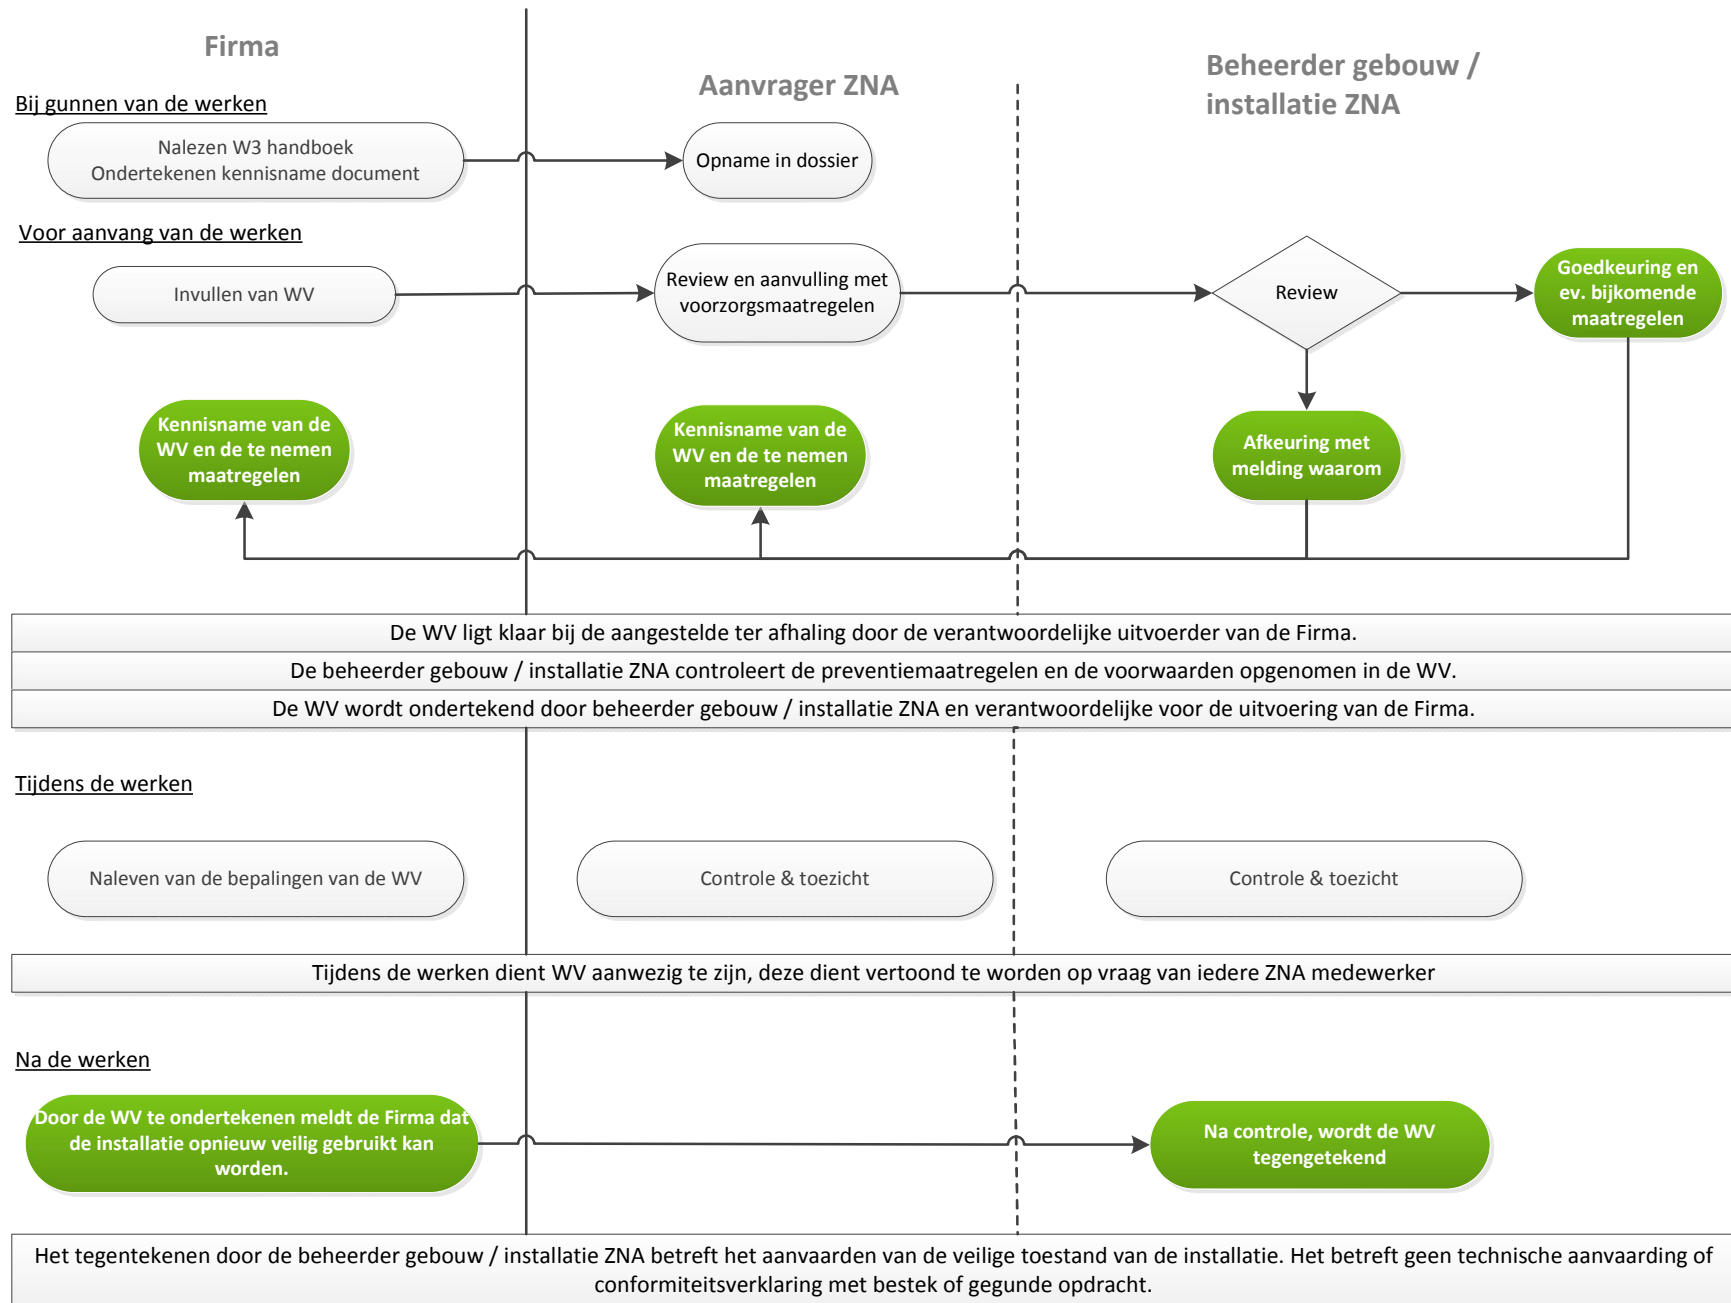 Firma
Aanvrager ZNA
Beheerder gebouw /
installatie ZNA
Bij gunnen van de werken
Nalezen W3 handboek
Ondertekenen kennisname document
Opname in dossier
Voor aanvang van de werken
Invullen van WV
Review en aanvulling met
voorzorgsmaatregelen
Review
Goedkeuring en
ev. bijkomende
maatregelen
Kennisname van de
WV en de te nemen
maatregelen
Kennisname van de
WV en de te nemen
maatregelen
Afkeuring met
melding waarom
De WV ligt klaar bij de aangestelde ter afhaling door de verantwoordelijke uitvoerder van de Firma.
De beheerder gebouw / installatie ZNA controleert de preventiemaatregelen en de voorwaarden opgenomen in de WV.
De WV wordt ondertekend door beheerder gebouw / installatie ZNA en verantwoordelijke voor de uitvoering van de Firma.
Tijdens de werken
Naleven van de bepalingen van de WV
Controle & toezicht
Controle & toezicht
Tijdens de werken dient WV aanwezig te zijn, deze dient vertoond te worden op vraag van iedere ZNA medewerker
Na de werken
Door de WV te ondertekenen meldt de Firma dat
de installatie opnieuw veilig gebruikt kan
worden.
Na controle, wordt de WV
tegengetekend
Het tegentekenen door de beheerder gebouw / installatie ZNA betreft het aanvaarden van de veilige toestand van de installatie. Het betreft geen technische aanvaarding of
conformiteitsverklaring met bestek of gegunde opdracht.